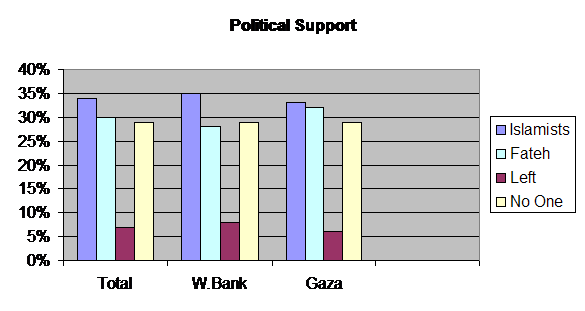 Political Support
40%
35%
30%
25%
20%
15%
10%
5%
0%
Total W.Bank Gaza
Islamists
Fateh
Left
No One